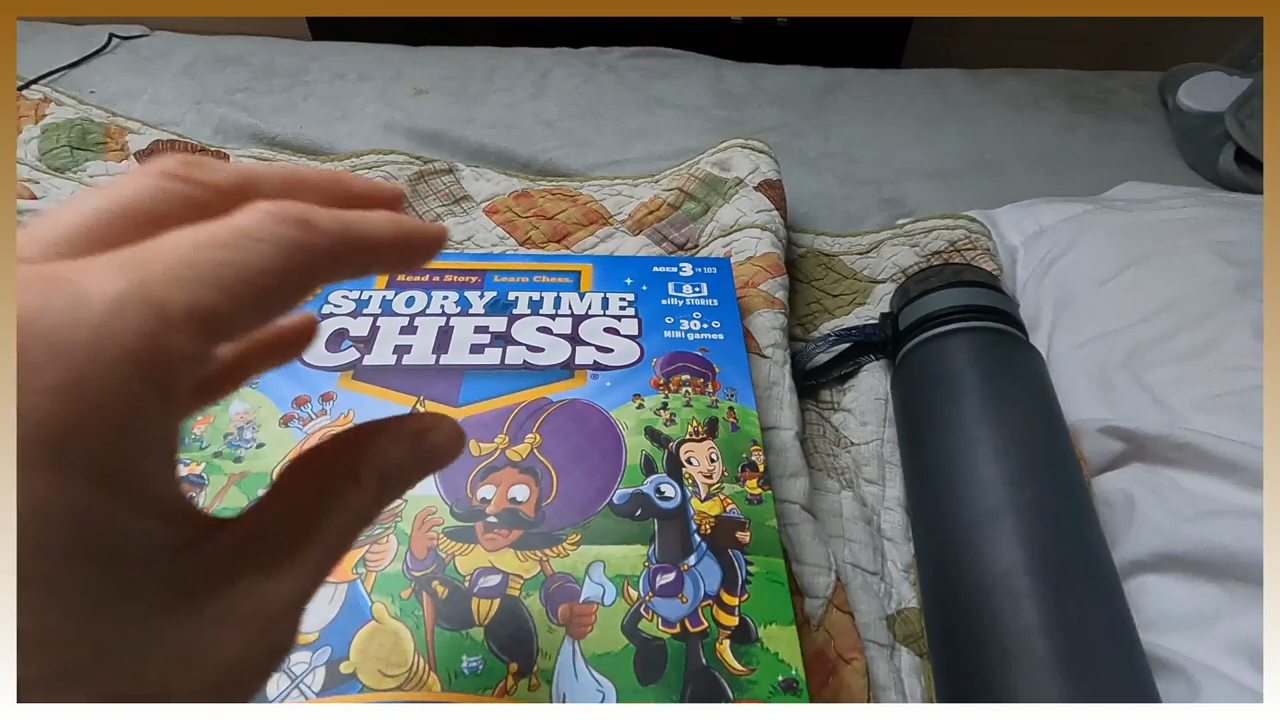 Read a Story. Learn Chess.
STORY TIME
CHESS
®
AGES 3 TO 103
8+
silly STORIES
30+
MINI games